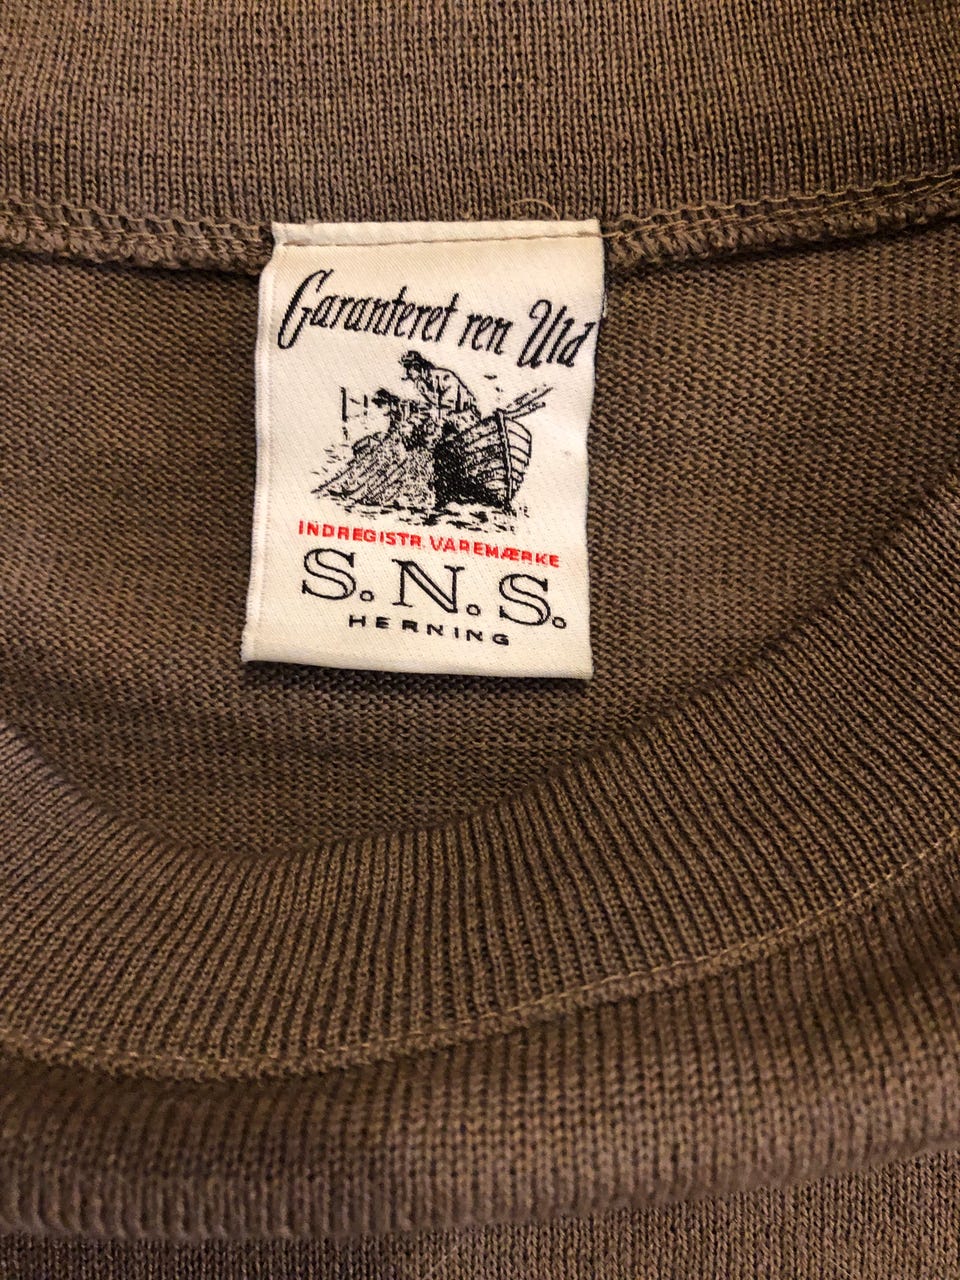 Garanteret ren Uld
INDREGISTR. VAREMÆRKE
S.N.S.
HERNING